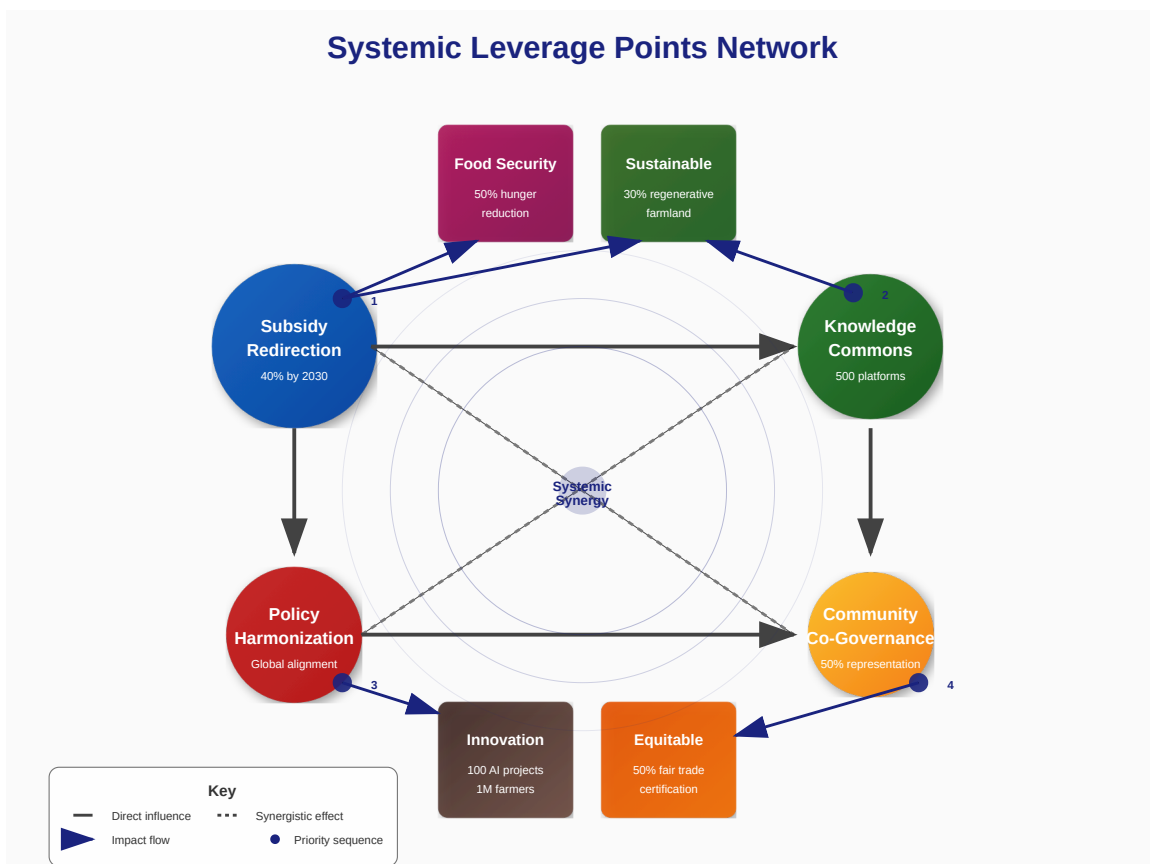 Systemic Leverage Points Network
Food Security
50% hunger
reduction
Sustainable
30% regenerative
farmland
1
2
Subsidy
Redirection
40% by 2030
Knowledge
Commons
500 platforms
Systemic
Synergy
Policy
Harmonization
Global alignment
Community
Co-Governance
50% representation
3
4
Innovation
100 AI projects
1M farmers
Equitable
50% fair trade
certification
Key
Direct influence
Synergistic effect
Impact flow
Priority sequence